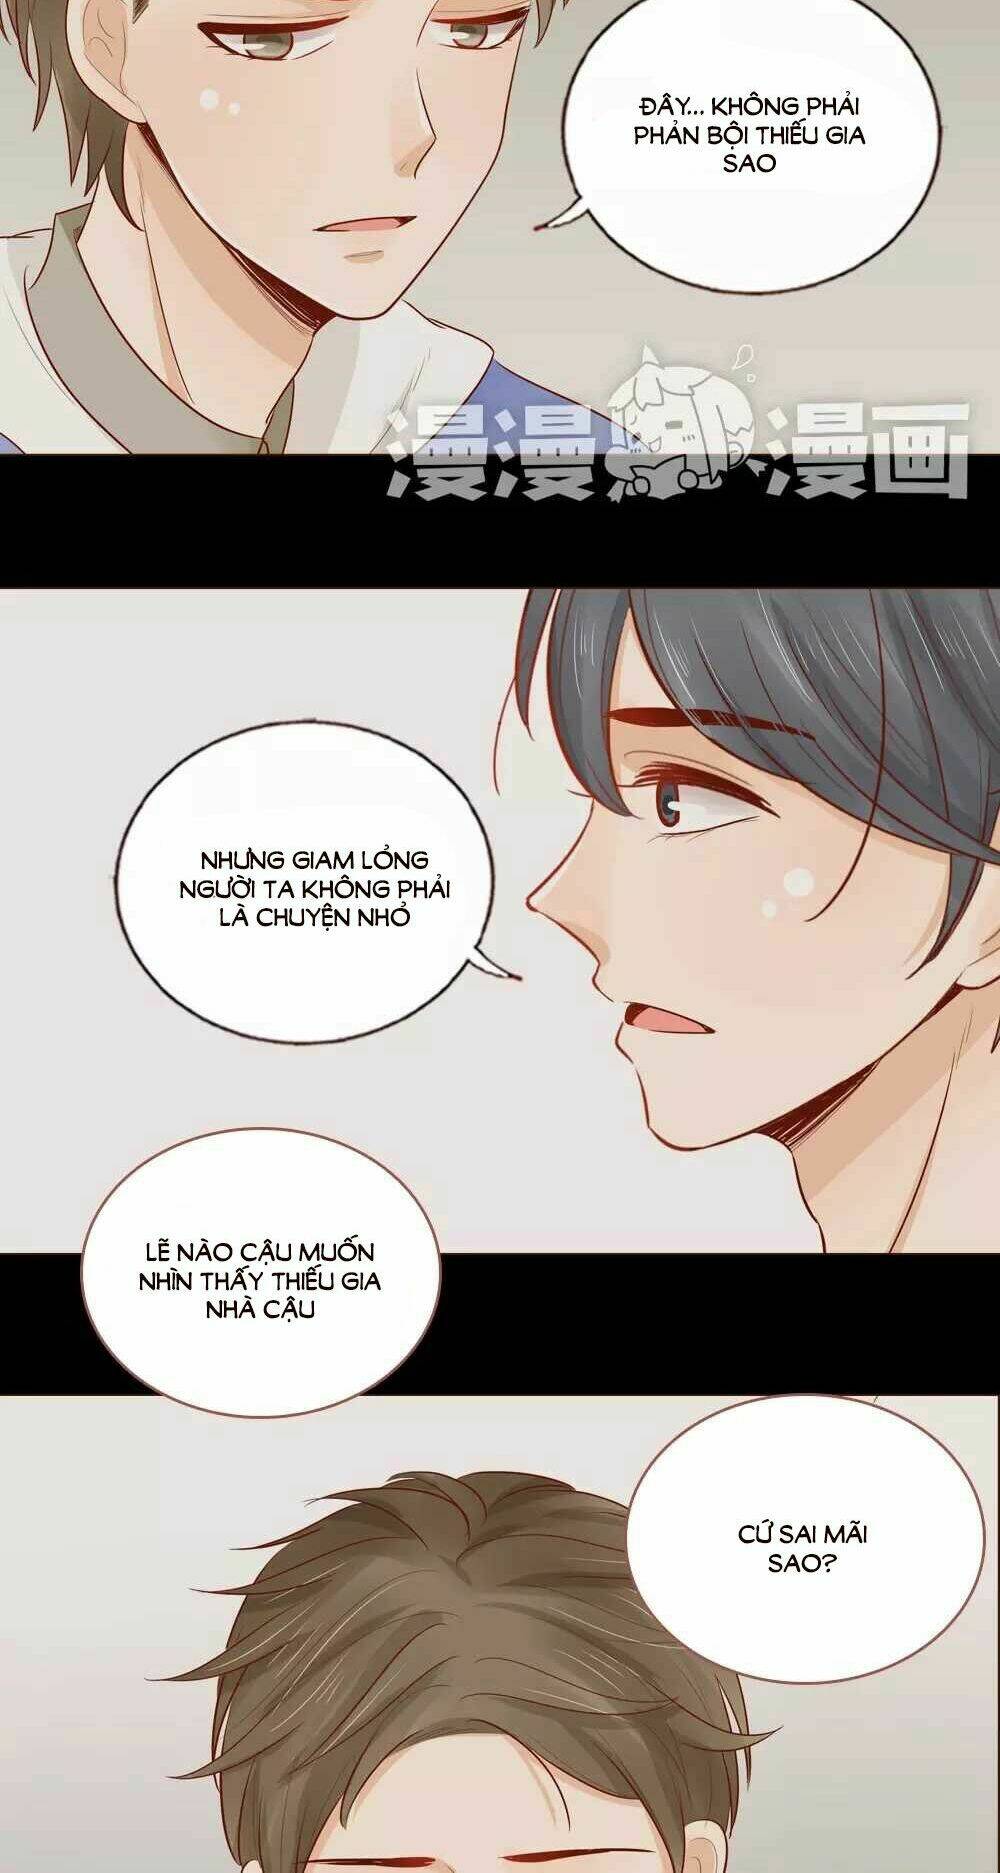 ĐÂY... KHÔNG PHẢI
PHẢN BỘI THIẾU GIA
SAO
漫漫漫画
NHƯNG GIAM LỎNG
NGƯỜI TA KHÔNG PHẢI
LÀ CHUYỆN NHỎ
LẼ NÀO CẬU MUỐN
NHÌN THẤY THIẾU GIA
NHÀ CẬU
CỨ SAI MÃI
SAO?